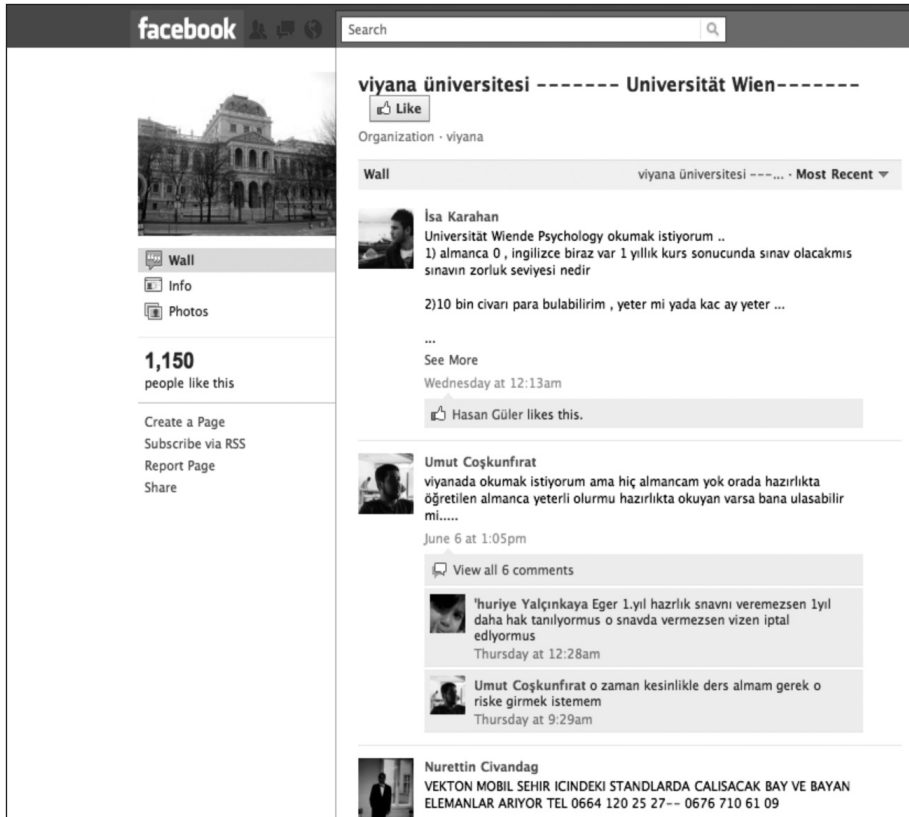 facebook
Search
viyana üniversitesi ------- Universität Wien-------
Like
Organization · viyana
Wall
viyana üniversitesi ---... · Most Recent
Wall
Info
Photos
1,150
people like this
Create a Page
Subscribe via RSS
Report Page
Share
İsa Karahan
Universität Wiende Psychology okumak istiyorum ..
1) almanca 0 , ingilizce biraz var 1 yıllık kurs sonucunda sınav olacakmıs
sınavın zorluk seviyesi nedir
2)10 bin civarı para bulabilirim , yeter mi yada kac ay yeter ...
...
See More
Wednesday at 12:13am
Hasan Güler likes this.
Umut Coşkunfırat
viyanada okumak istiyorum ama hiç almancam yok orada hazırlıkta
öğretilen almanca yeterli olurmu hazırlıkta okuyan varsa bana ulasabilir
mi.....
June 6 at 1:05pm
View all 6 comments
'huriye Yalçınkaya Eger 1.yıl hazrlık snavnı veremezsen 1yıl
daha hak tanılyormus o snavda vermezsen vizen iptal
edlyormus
Thursday at 12:28am
Umut Coşkunfırat o zaman kesinlikle ders almam gerek o
riske girmek istemem
Thursday at 9:29am
Nurettin Civandag
VEKTON MOBIL SEHIR ICINDEKI STANDLARDA CALISACAK BAY VE BAYAN
ELEMANLAR ARIYOR TEL 0664 120 25 27-- 0676 710 61 09